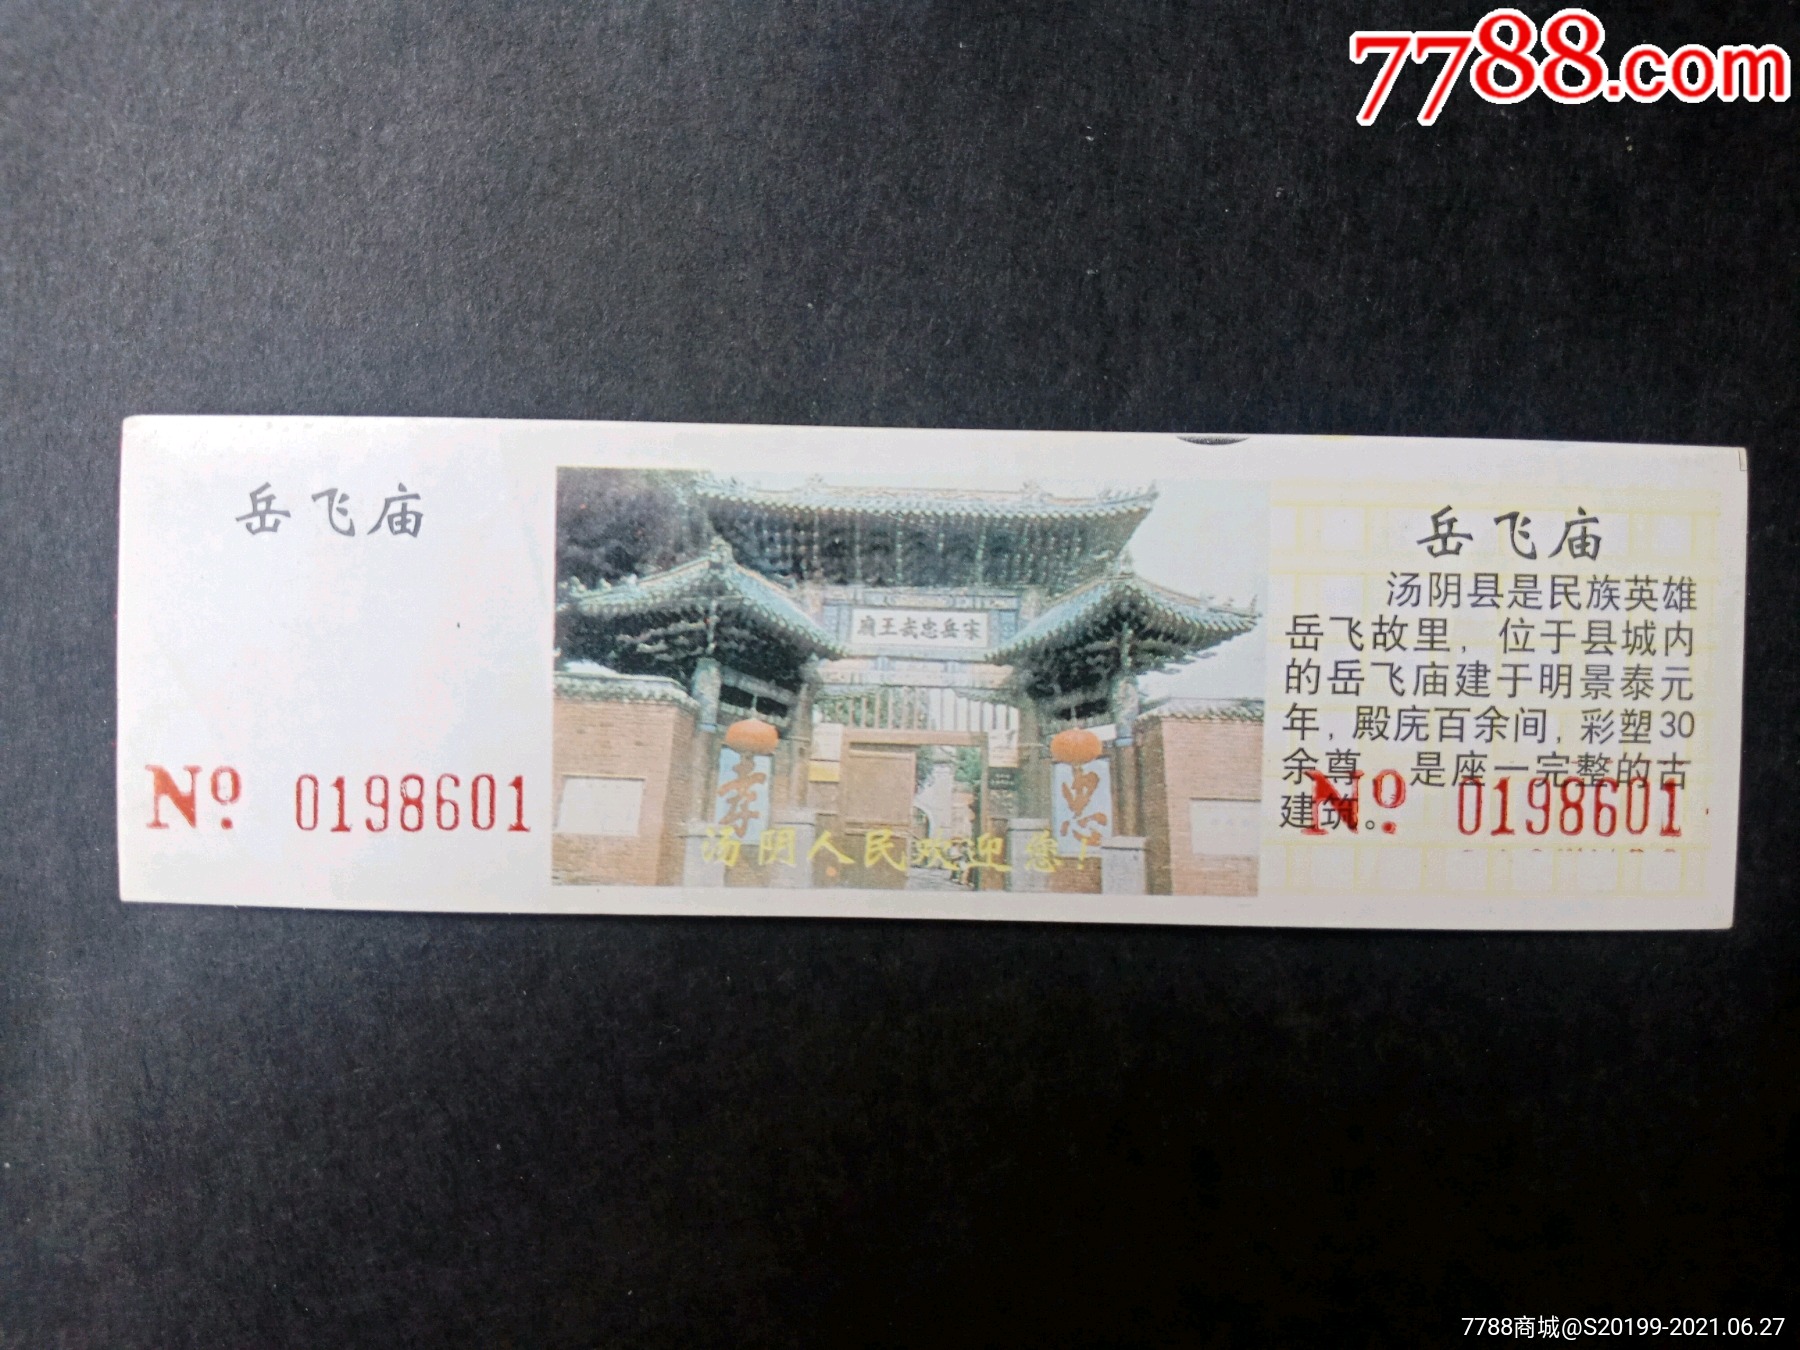 7788.com
岳飞庙
№ 0198601
宋岳忠武王廟
孝
忠
汤阴人民欢迎您!
岳飞庙
汤阴县是民族英雄
岳飞故里，位于县城内
的岳飞庙建于明景泰元
年，殿庑百余间，彩塑30
余尊，是座一完整的古
建筑。
№ 0198601
7788商城@S20199-2021.06.27